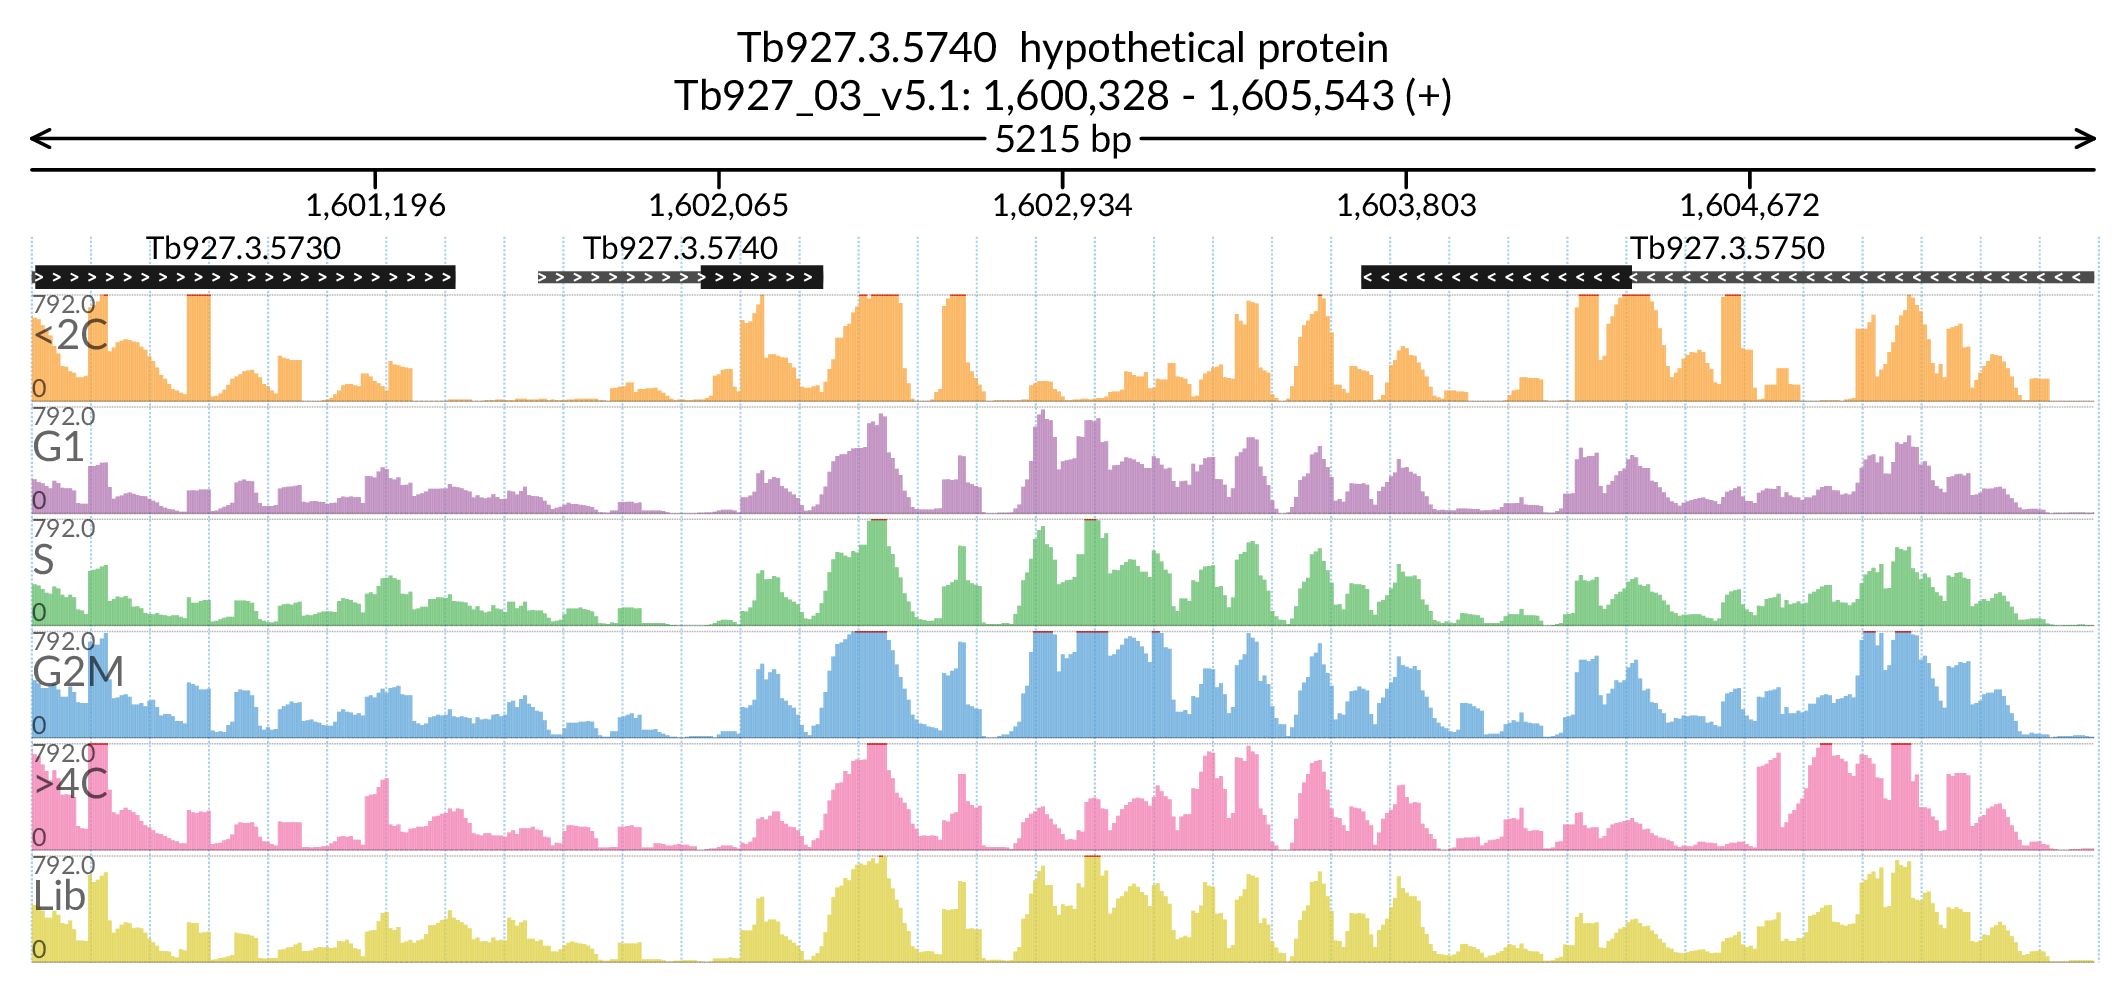 Tb927.3.5740  hypothetical protein
Tb927_03_v5.1: 1,600,328 - 1,605,543 (+)
5215 bp
1,601,196 1,602,065 1,602,934 1,603,803 1,604,672
Tb927.3.5730 Tb927.3.5740 Tb927.3.5750
792.0
<2C
0
792.0
G1
0
792.0
S
0
792.0
G2M
0
792.0
>4C
0
792.0
Lib
0